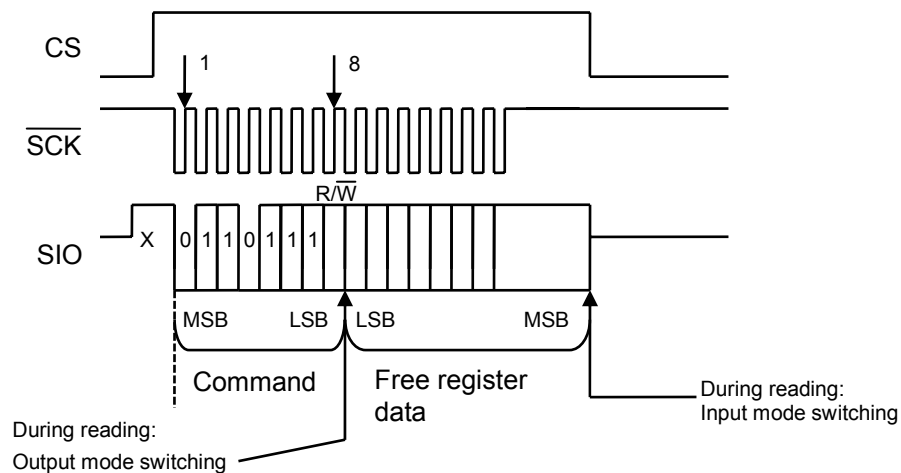 CS
1 8
SCK
R/W
SIO
X 0 1 1 0 1 1 1
MSB LSB LSB MSB
Command
Free register
data
During reading:
Input mode switching
During reading:
Output mode switching